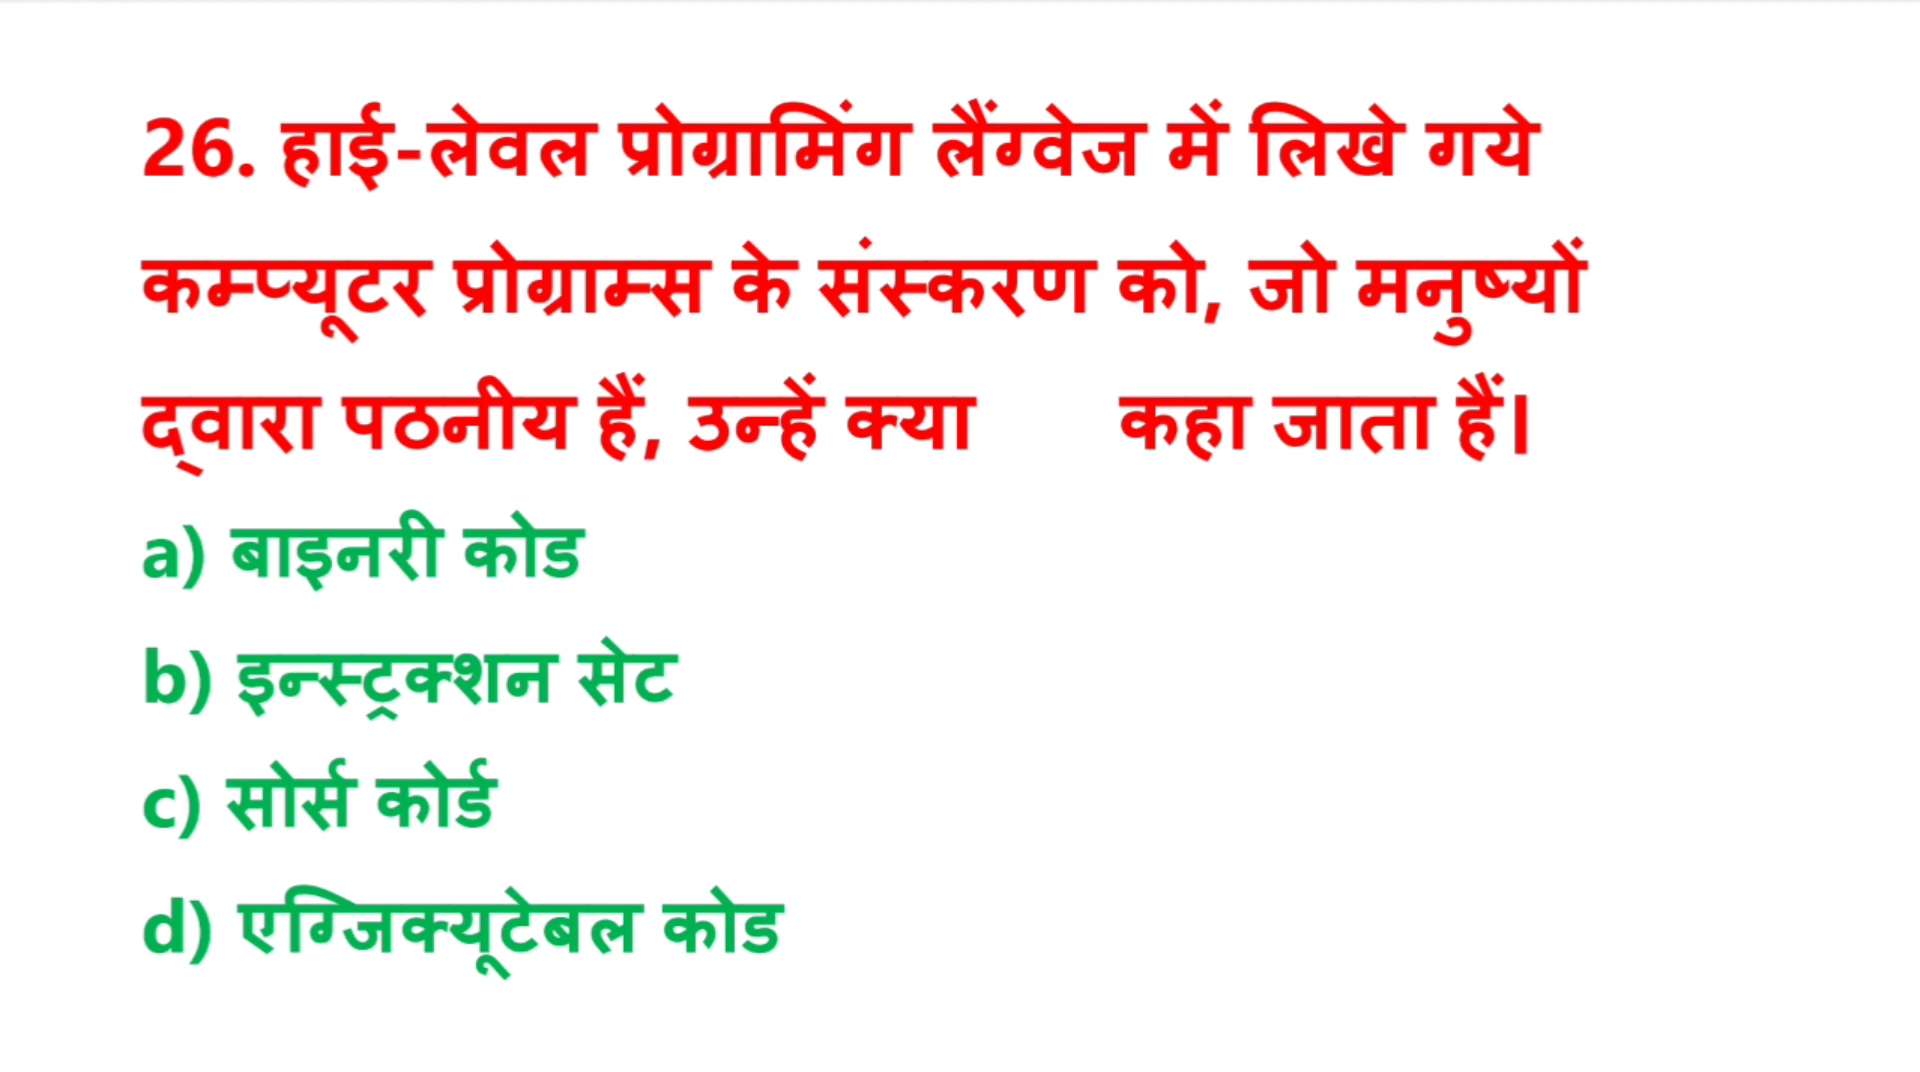 26. हाई-लेवल प्रोग्रामिंग लैंग्वेज में लिखे गये
कम्प्यूटर प्रोग्राम्स के संस्करण को, जो मनुष्यों
द्वारा पठनीय हैं, उन्हें क्या कहा जाता हैं।
a) बाइनरी कोड
b) इन्स्ट्रक्शन सेट
c) सोर्स कोर्ड
d) एग्जिक्यूटेबल कोड